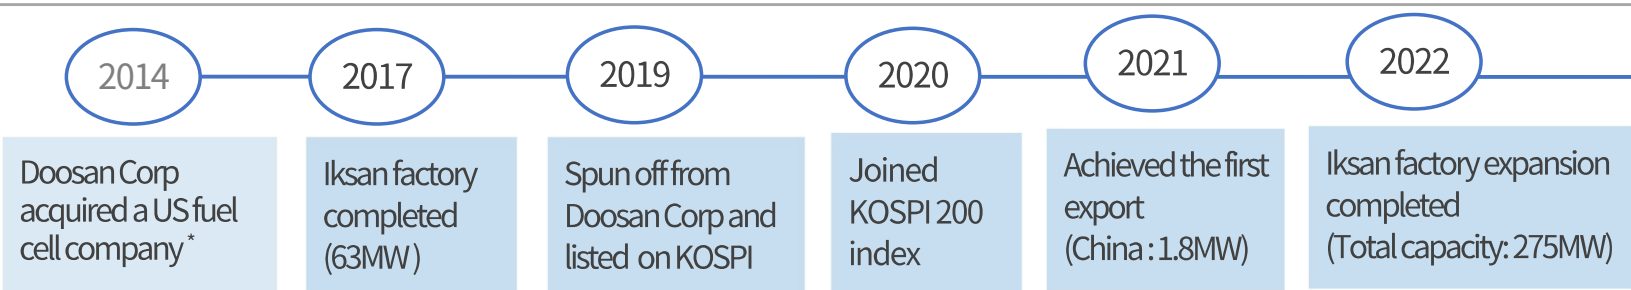 2014
Doosan Corp
acquired a US fuel
cell company *
2017
Iksan factory
completed
(63MW)
2019
Spun off from
Doosan Corp and
listed on KOSPI
2020
Joined
KOSPI 200
index
2021
Achieved the first
export
(China : 1.8MW)
2022
Iksan factory expansion
completed
(Total capacity: 275MW)